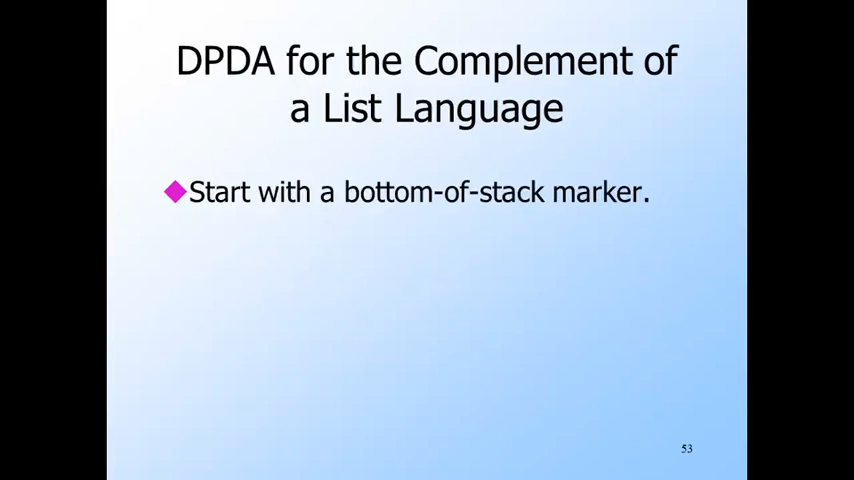 DPDA for the Complement of
a List Language
Start with a bottom-of-stack marker.
53